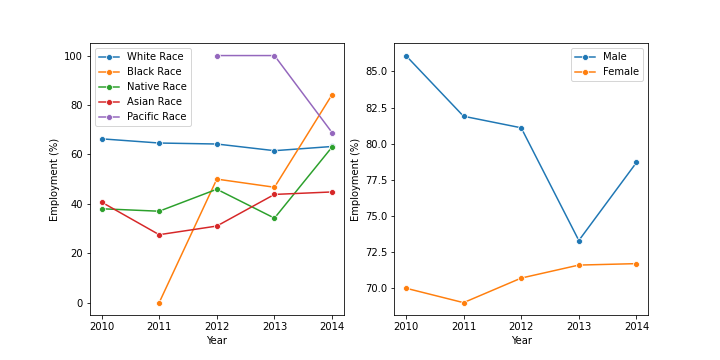 White Race
Black Race
Native Race
Asian Race
Pacific Race
100
80
60
40
20
0
Employment (%)
2010 2011 2012 2013 2014
Year
Male
Female
85.0
82.5
80.0
77.5
75.0
72.5
70.0
Employment (%)
2010 2011 2012 2013 2014
Year